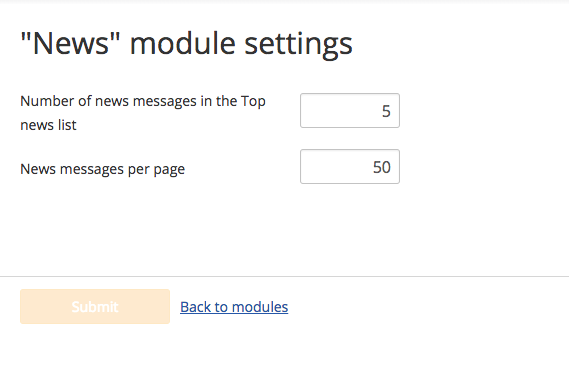 "News" module settings
Number of news messages in the Top 5
news list
News messages per page 50
Submit Back to modules